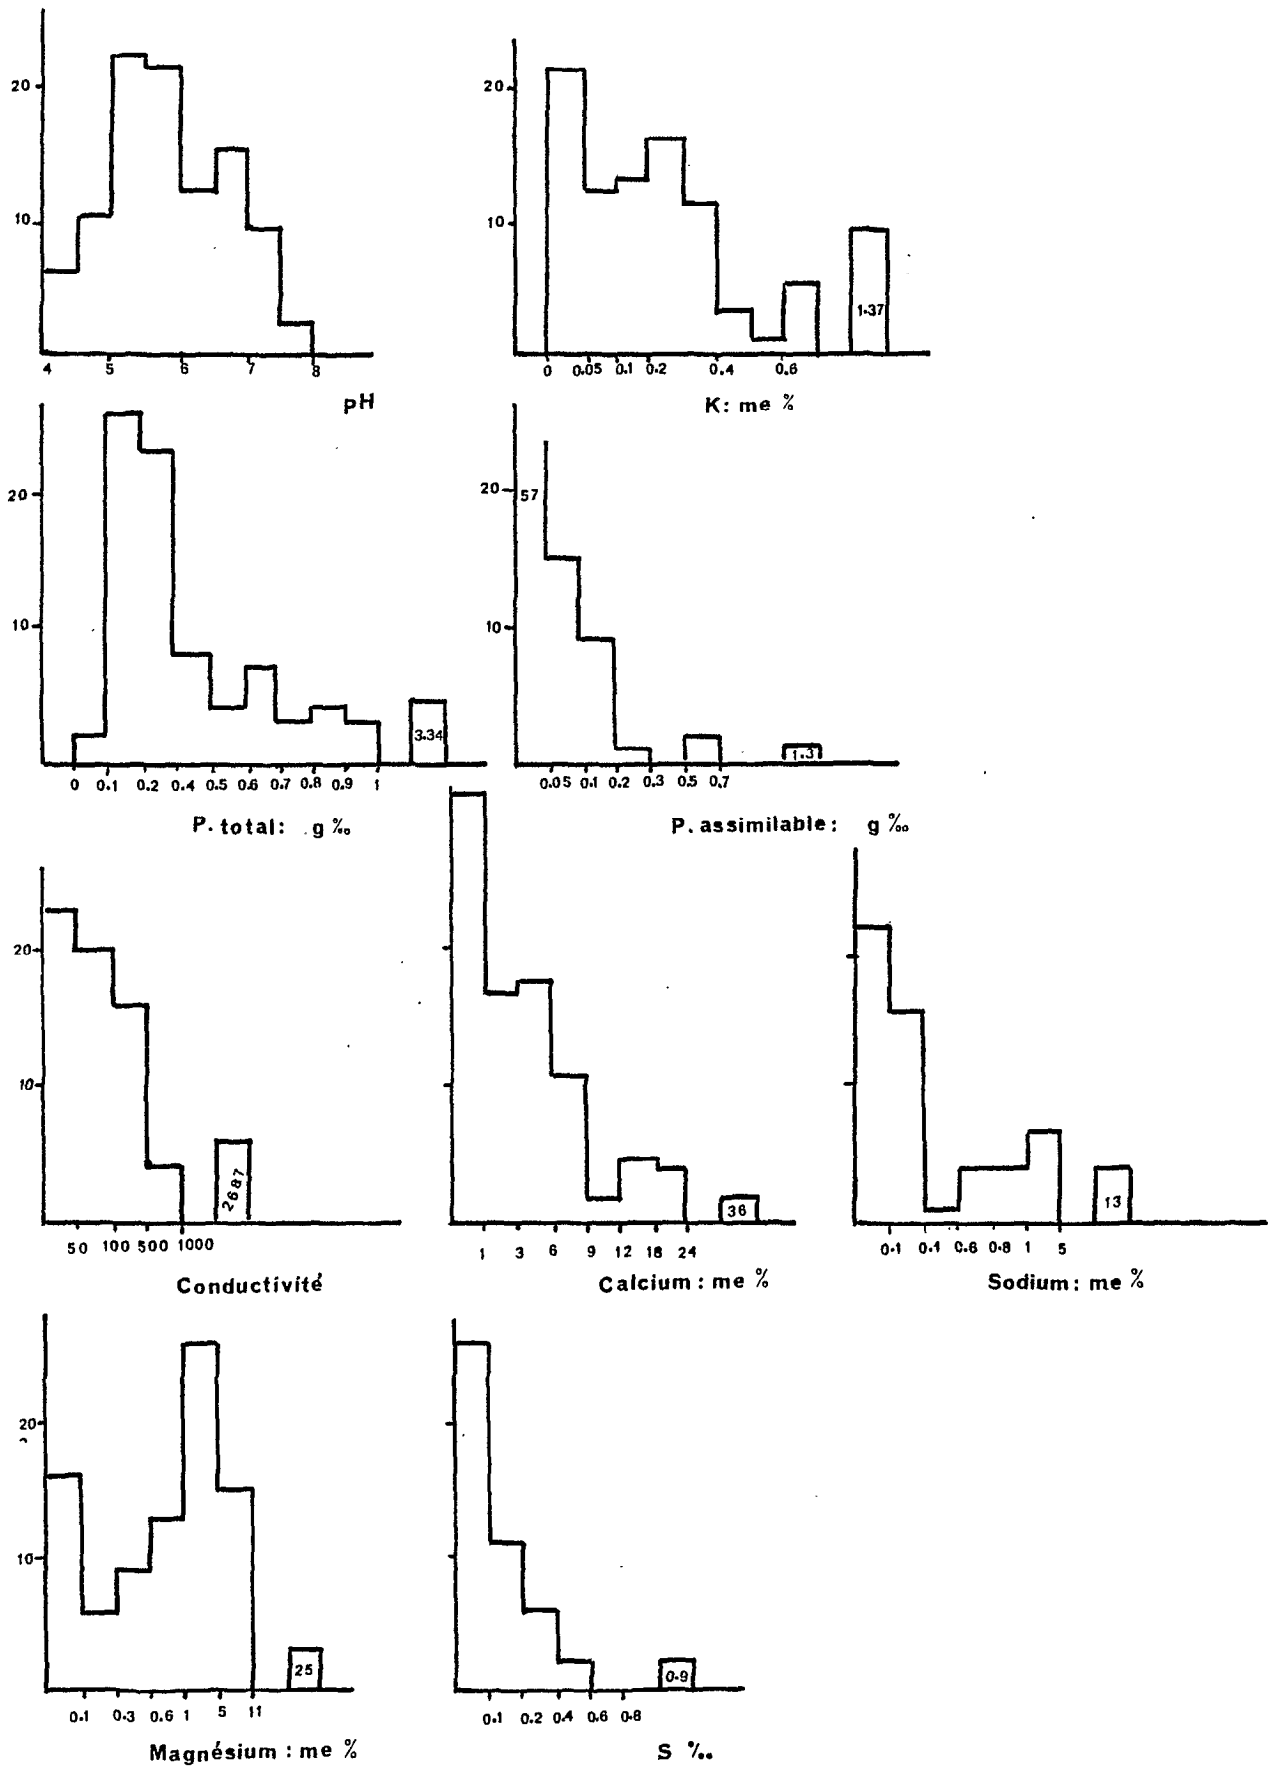 20
10
4 5 6 7 8
pH
20
10
1.37
0 0.05 0.1 0.2 0.4 0.6
K: me %
20
10
3.34
0 0.1 0.2 0.4 0.5 0.6 0.7 0.8 0.9 1
P. total: g ‰
20
57
10
1.3
0.05 0.1 0.2 0.3 0.5 0.7
P. assimilable: g ‰
20
10
2687
50 100 500 1000
Conductivité
36
1 3 6 9 12 18 24
Calcium: me %
13
0.1 0.4 0.6 0.8 1 5
Sodium: me %
20
10
25
0.1 0.3 0.6 1 5 11
Magnésium: me %
0.9
0.1 0.2 0.4 0.6 0.8
S ‰